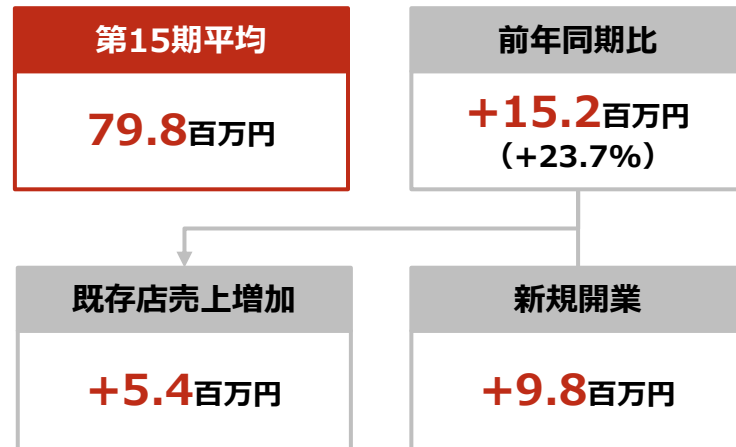 第15期平均
79.8百万円
前年同期比
+15.2百万円
（+23.7%）
既存店売上増加
+5.4百万円
新規開業
+9.8百万円